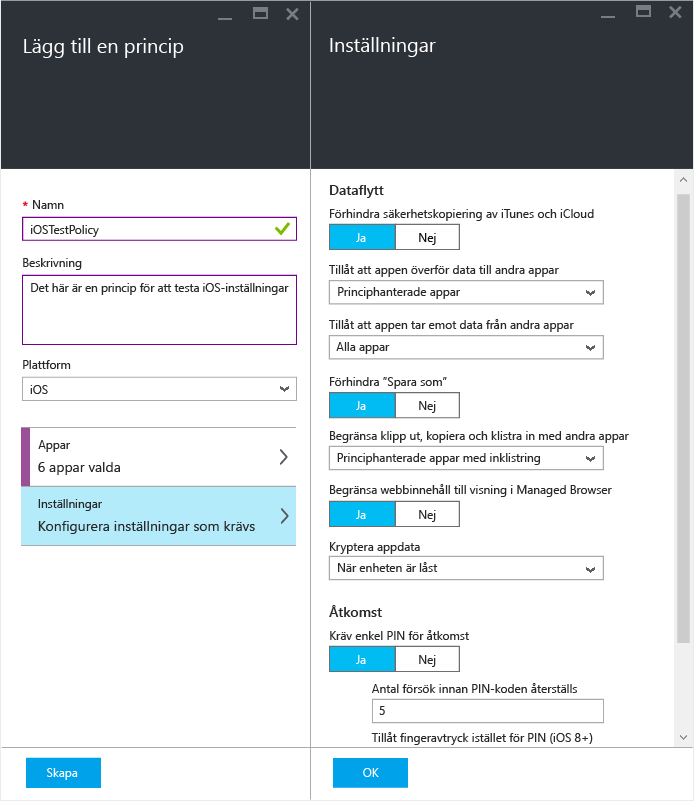 Lägg till en princip
* Namn
iOSTestPolicy
Beskrivning
Det här är en princip för att testa iOS-inställningar
Plattform
iOS
Appar
6 appar valda
Inställningar
Konfigurera inställningar som krävs
Skapa
Inställningar
Dataflytt
Förhindra säkerhetskopiering av iTunes och iCloud
Ja Nej
Tillåt att appen överför data till andra appar
Principhanterade appar
Tillåt att appen tar emot data från andra appar
Alla appar
Förhindra ”Spara som”
Ja Nej
Begränsa klipp ut, kopiera och klistra in med andra appar
Principhanterade appar med inklistring
Begränsa webbinnehåll till visning i Managed Browser
Ja Nej
Kryptera appdata
När enheten är låst
Åtkomst
Kräv enkel PIN för åtkomst
Ja Nej
Antal försök innan PIN-koden återställs
5
Tillåt fingeravtryck istället för PIN (iOS 8+)
OK